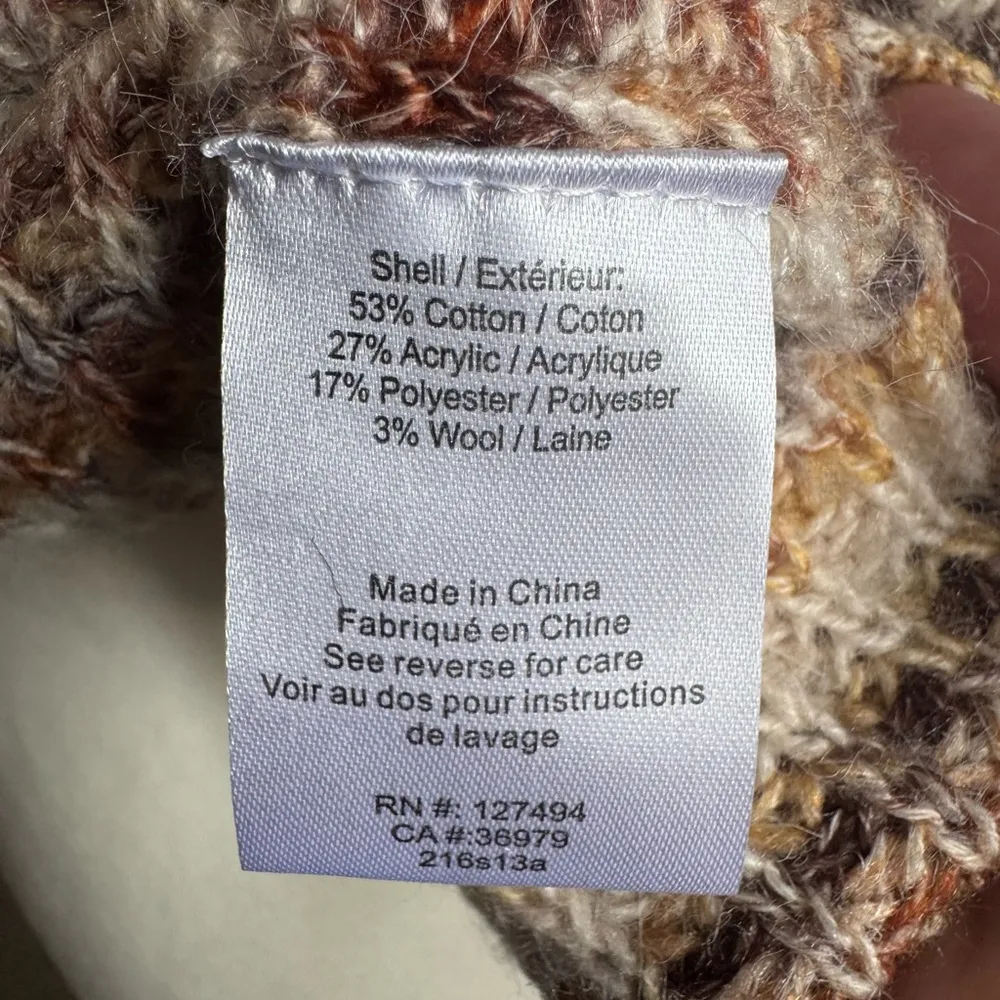 Shell / Extérieur:
53% Cotton / Coton
27% Acrylic / Acrylique
17% Polyester / Polyester
3% Wool / Laine
Made in China
Fabriqué en Chine
See reverse for care
Voir au dos pour instructions
de lavage
RN #: 127494
CA #:36979
216s13a